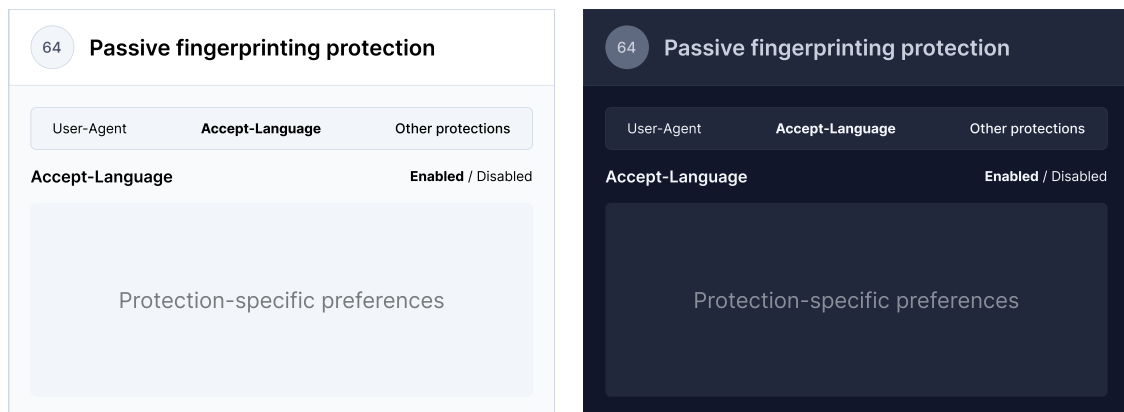 64 Passive fingerprinting protection
User-Agent Accept-Language Other protections
Accept-Language Enabled / Disabled
Protection-specific preferences
64 Passive fingerprinting protection
User-Agent Accept-Language Other protections
Accept-Language Enabled / Disabled
Protection-specific preferences